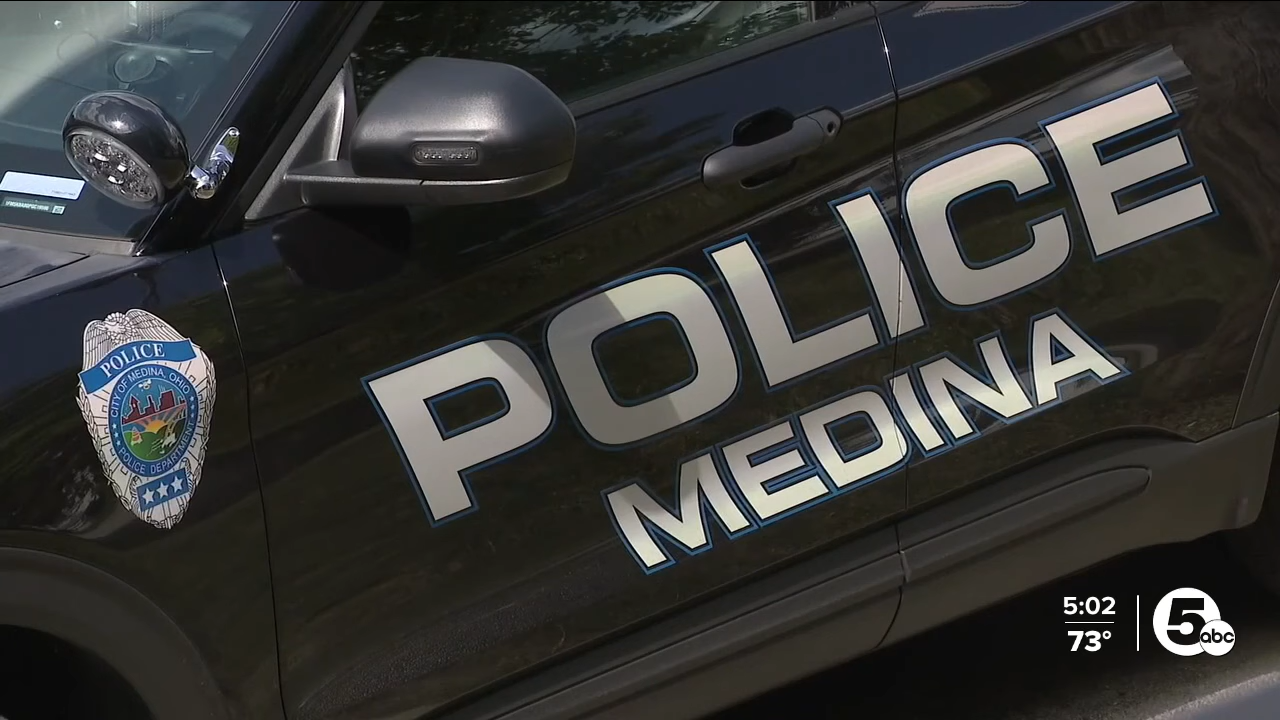 POLICE
MEDINA
POLICE
CITY OF MEDINA, OHIO
POLICE DEPARTMENT
5:02
73°
5
abc